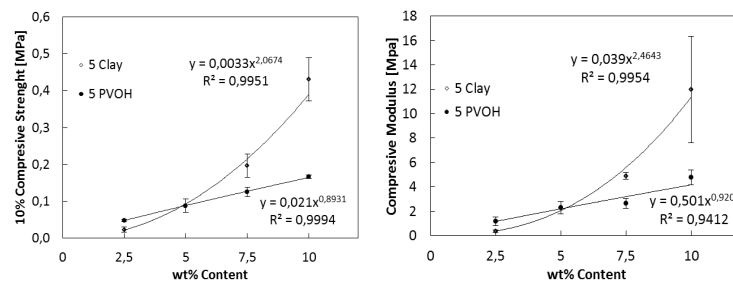 0,6
0,5
0,4
0,3
0,2
0,1
0,0
10% Compresive Strenght [MPa]
5 Clay
5 PVOH
y = 0,0033x^2,0674
R² = 0,9951
y = 0,021x^0,8931
R² = 0,9994
0 2,5 5 7,5 10
wt% Content
18
16
14
12
10
8
6
4
2
0
Compresive Modulus [Mpa]
5 Clay
5 PVOH
y = 0,039x^2,4643
R² = 0,9954
y = 0,501x^0,920
R² = 0,9412
0 2,5 5 7,5 10
wt% Content